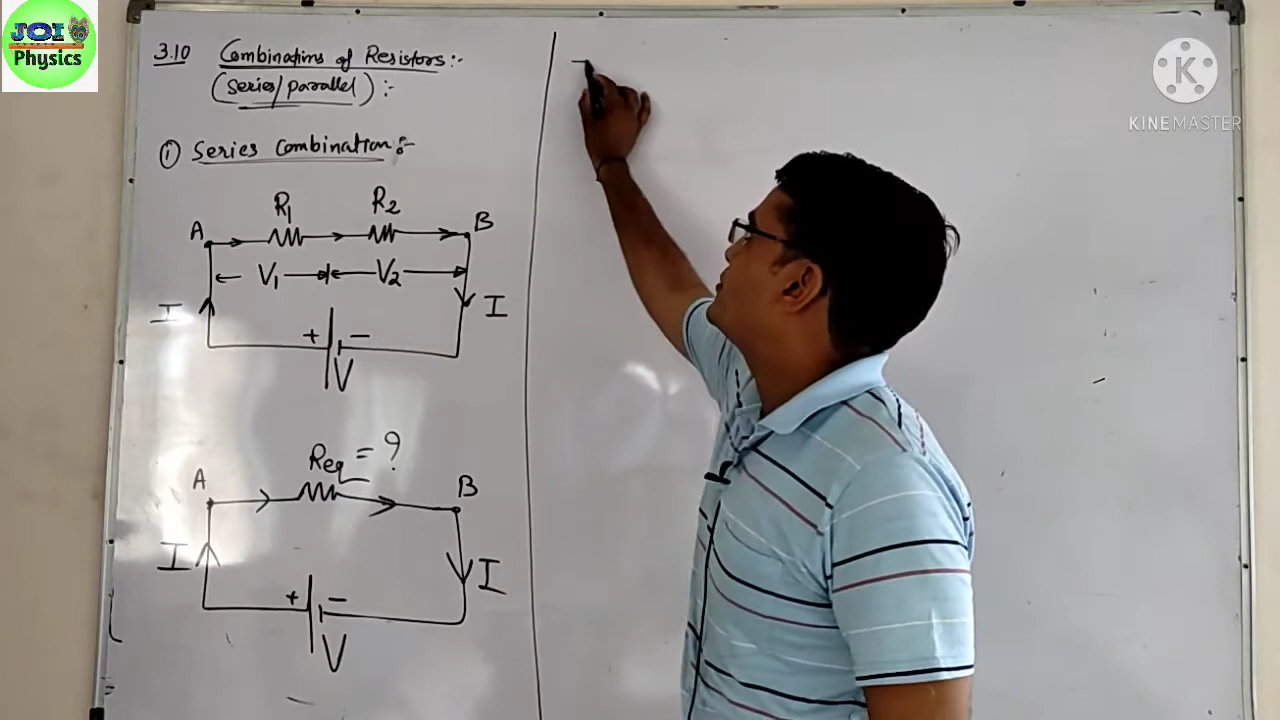 JOI
Physics
3.10 Combinations of Resistors:-
(Series/parallel):-
① Series Combination:-
R1 R2
A B
V1 V2
I I
+ -
V
Req = ?
A B
I I
+ -
V
K
KINEMASTER